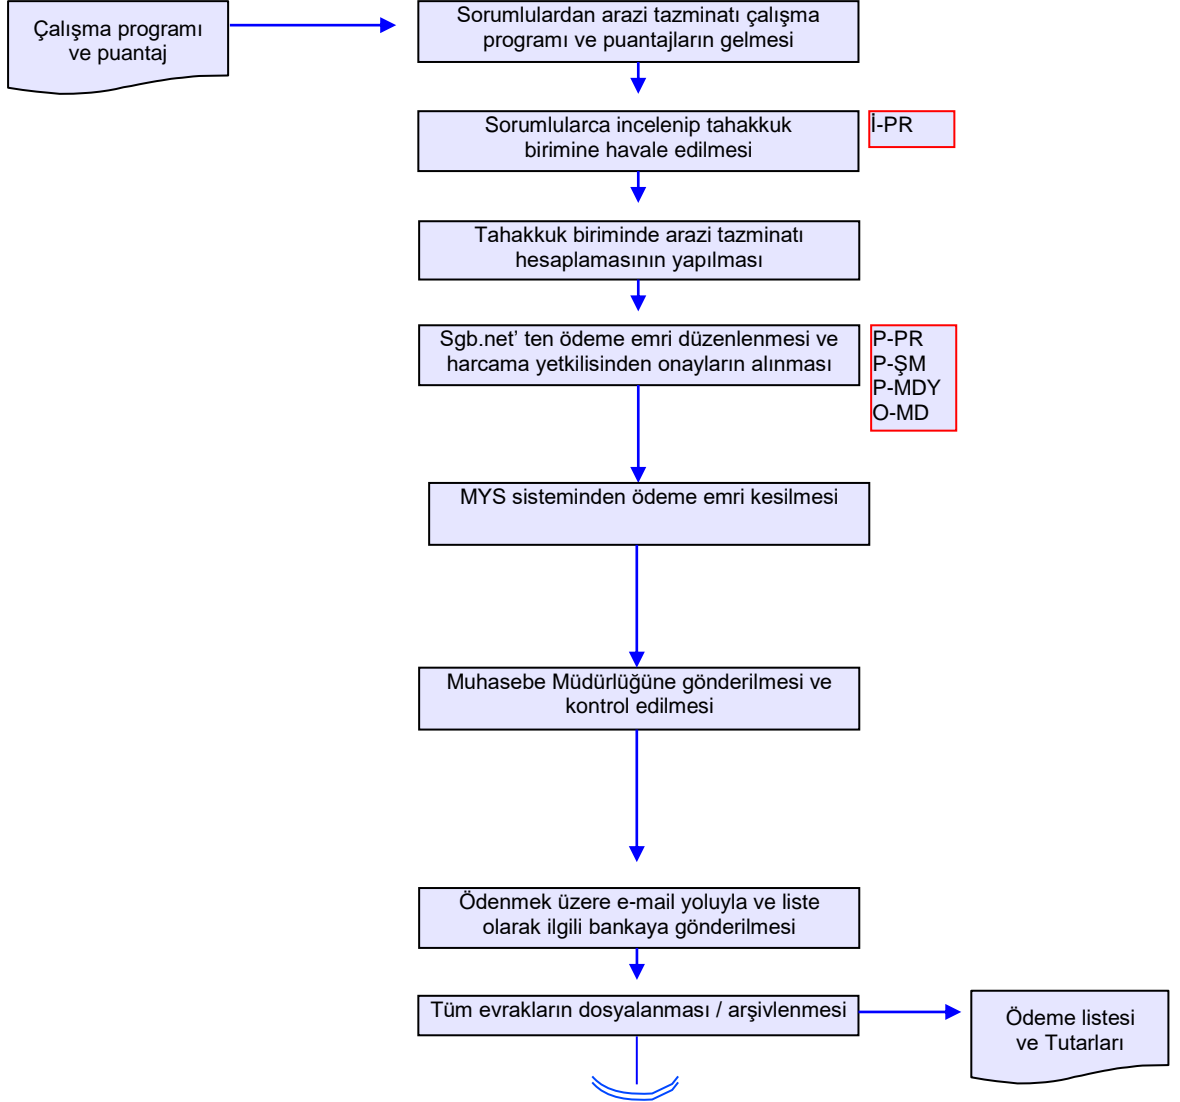 Çalışma programı
ve puantaj
Sorumlulardan arazi tazminatı çalışma
programı ve puantajların gelmesi
Sorumlularca incelenip tahakkuk
birimine havale edilmesi
İ-PR
Tahakkuk biriminde arazi tazminatı
hesaplamasının yapılması
Sgb.net’ ten ödeme emri düzenlenmesi ve
harcama yetkilisinden onayların alınması
P-PR
P-ŞM
P-MDY
O-MD
MYS sisteminden ödeme emri kesilmesi
Muhasebe Müdürlüğüne gönderilmesi ve
kontrol edilmesi
Ödenmek üzere e-mail yoluyla ve liste
olarak ilgili bankaya gönderilmesi
Tüm evrakların dosyalanması / arşivlenmesi
Ödeme listesi
ve Tutarları